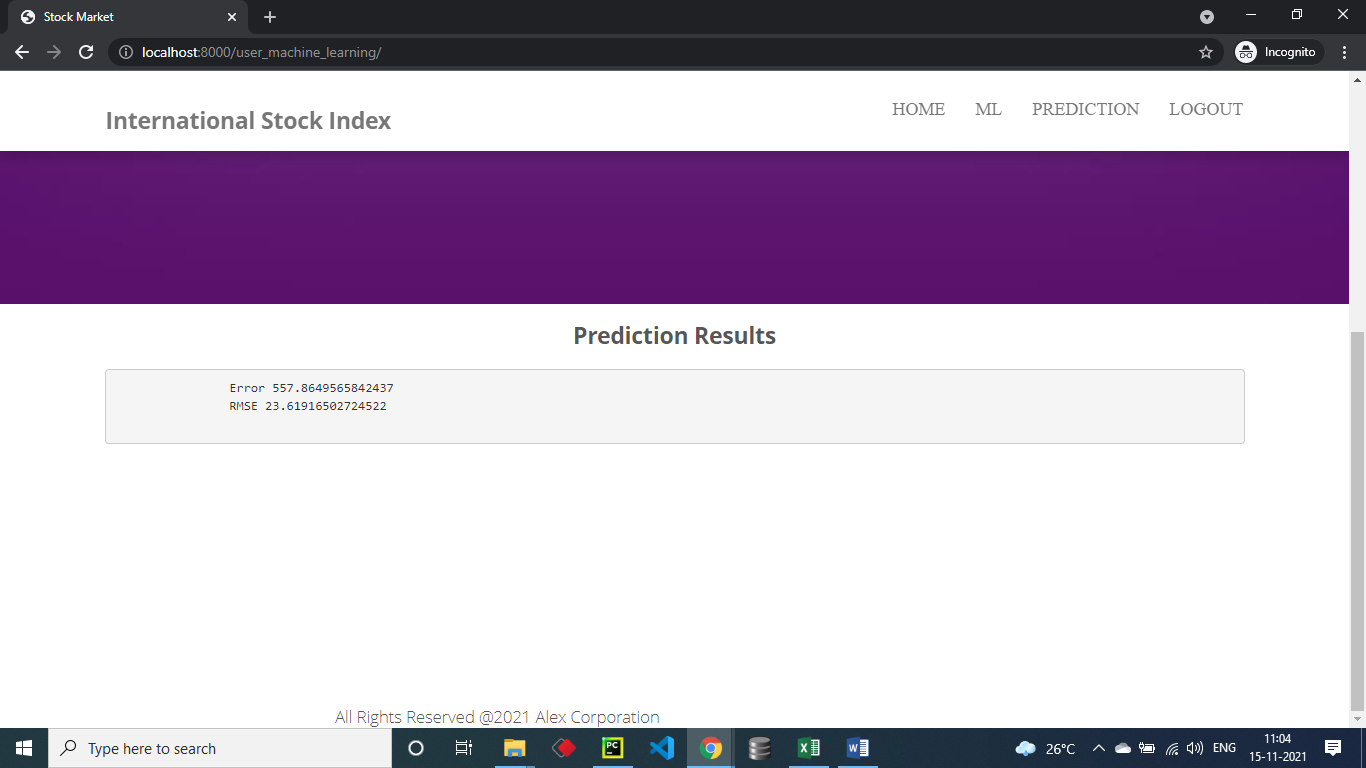 Stock Market
localhost:8000/user_machine_learning/
Incognito
International Stock Index
HOME ML PREDICTION LOGOUT
Prediction Results
Error 557.8649565842437
RMSE 23.61916502724522
All Rights Reserved @2021 Alex Corporation
Type here to search
PC
26°C
ENG
11:04
15-11-2021